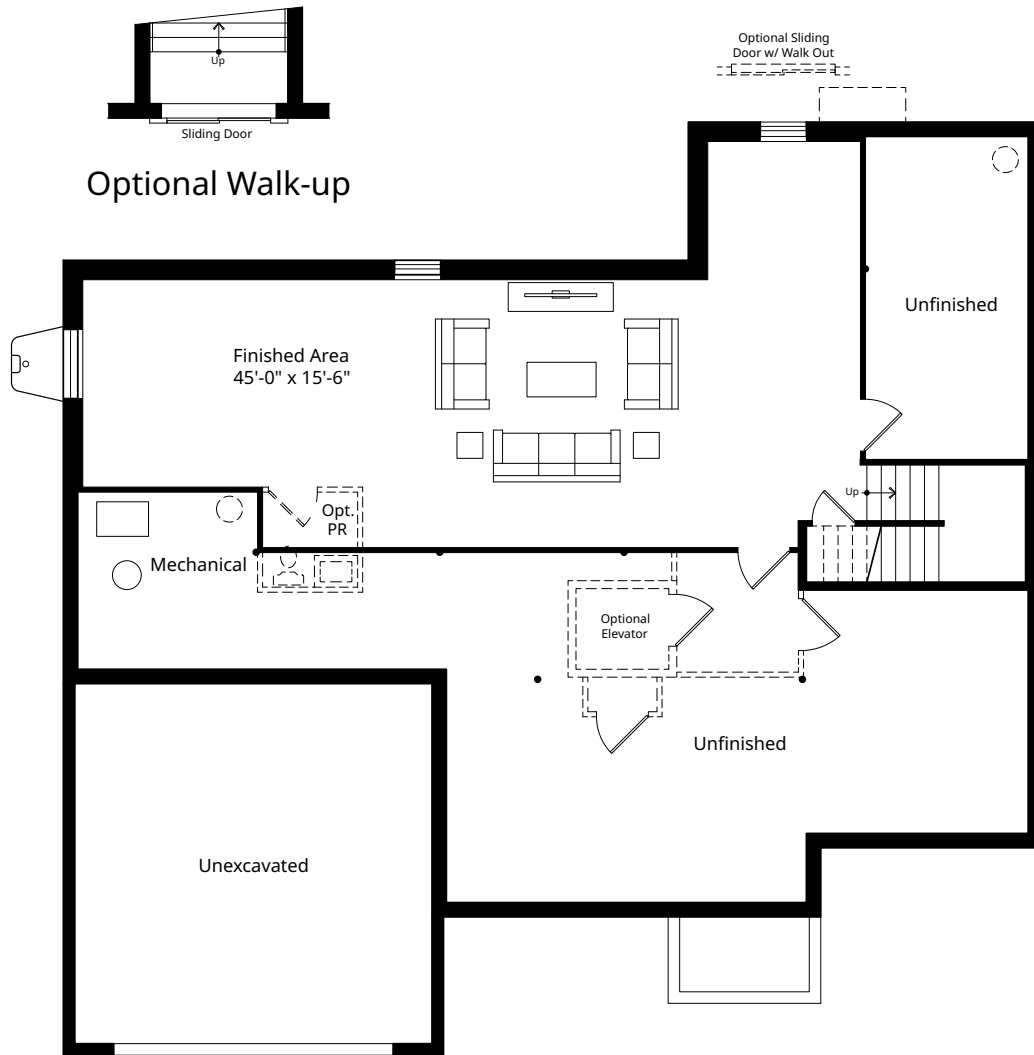 Up
Sliding Door
Optional Walk-up
Optional Sliding
Door w/ Walk Out
Unfinished
Finished Area
45'-0" x 15'-6"
Up
Opt.
PR
Mechanical
Optional
Elevator
Unfinished
Unexcavated